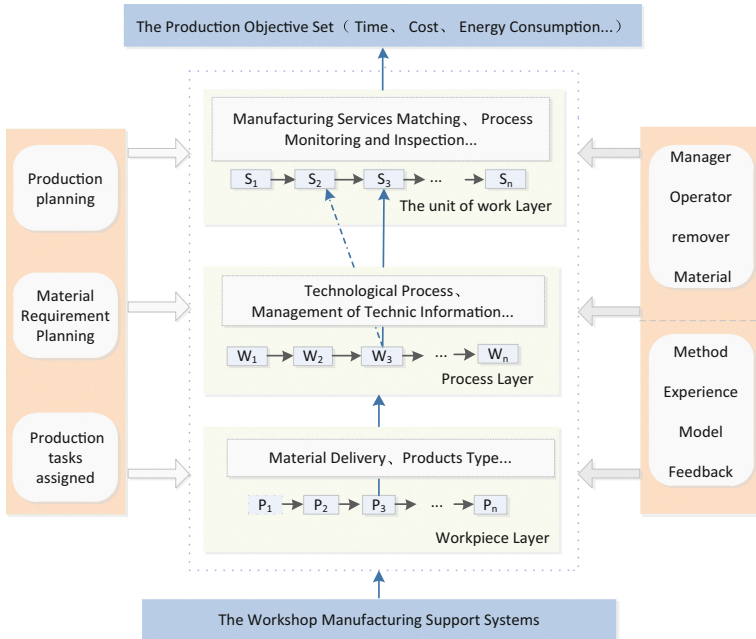 The Production Objective Set（ Time、 Cost、 Energy Consumption...）
Manufacturing Services Matching、 Process
Monitoring and Inspection...
S1 S2 S3 ... Sn
The unit of work Layer
Technological Process、
Management of Technic Information...
W1 W2 W3 ... Wn
Process Layer
Material Delivery、Products Type...
P1 P2 P3 ... Pn
Workpiece Layer
The Workshop Manufacturing Support Systems
Production
planning
Material
Requirement
Planning
Production
tasks
assigned
Manager
Operator
remover
Material
Method
Experience
Model
Feedback